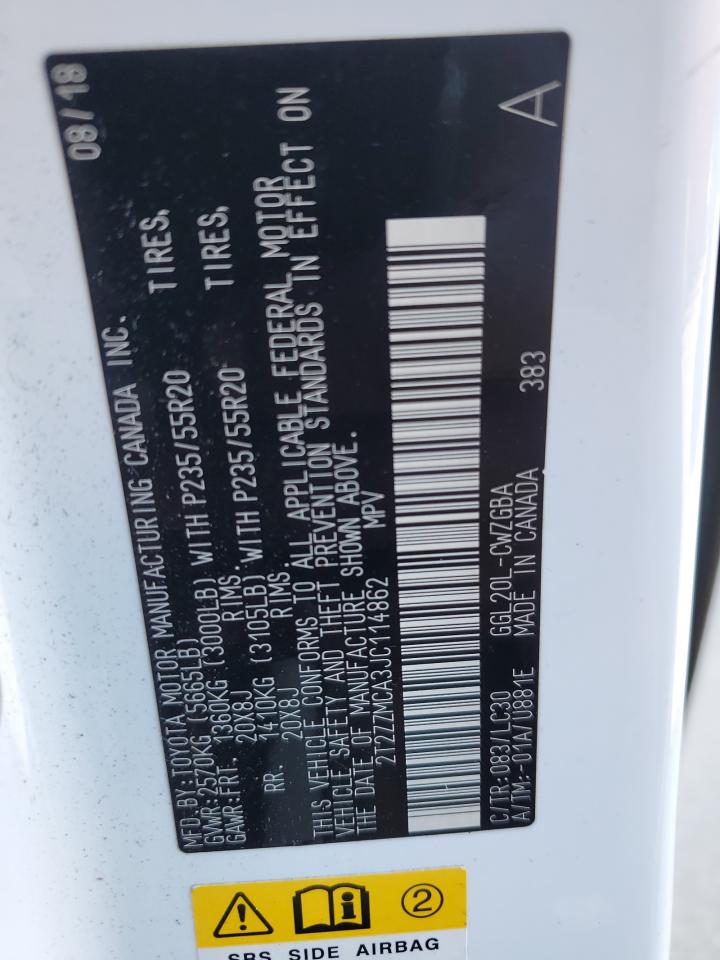 MFD.BY:TOYOTA MOTOR MANUFACTURING CANADA INC. 08/18
GVWR:2570KG (5665LB)
GAWR:FRT. 1360KG (3000LB) WITH P235/55R20 TIRES,
20X8J RIMS.
RR. 1410KG (3105LB) WITH P235/55R20 TIRES,
20X8J RIMS.
THIS VEHICLE CONFORMS TO ALL APPLICABLE FEDERAL MOTOR
VEHICLE SAFETY AND THEFT PREVENTION STANDARDS IN EFFECT ON
THE DATE OF MANUFACTURE SHOWN ABOVE.
2T2ZZMCA3JC114862 MPV
C/TR:083/LC30 GGL20L-CWZGBA A
A/TM:-01A/U881E MADE IN CANADA 383
2
SRS SIDE AIRBAG